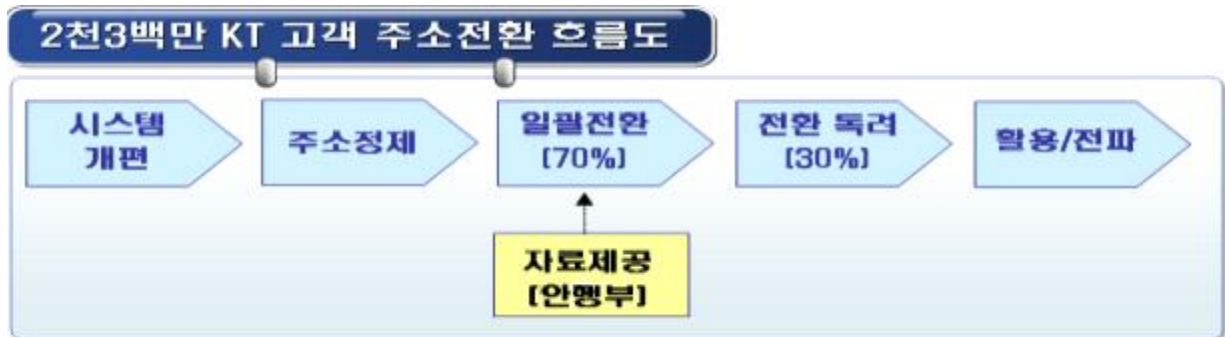 2천3백만 KT 고객 주소전환 흐름도
시스템
개편
주소정제
일괄전환
(70%)
전환 독려
(30%)
활용/전파
자료제공
(안행부)